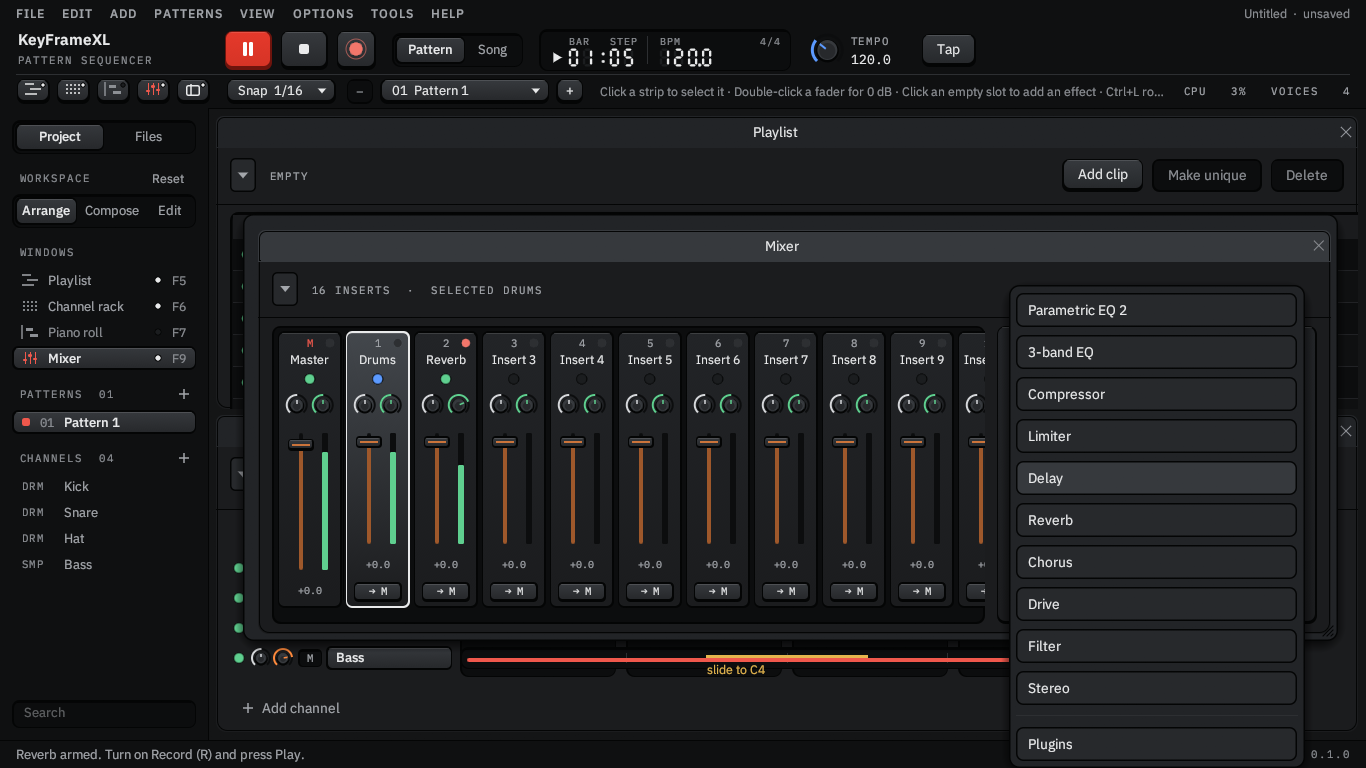 FILE EDIT ADD PATTERNS VIEW OPTIONS TOOLS HELP
Untitled · unsaved
KeyFrameXL
PATTERN SEQUENCER
Pattern Song
BAR STEP BPM 4/4
01:05 120.0
TEMPO
120.0
Tap
Snap 1/16
–
01 Pattern 1
+
Click a strip to select it · Double-click a fader for 0 dB · Click an empty slot to add an effect · Ctrl+L ro...
CPU 3% VOICES 4
Project Files
WORKSPACE Reset
Arrange Compose Edit
WINDOWS
Playlist F5
Channel rack F6
Piano roll F7
Mixer F9
PATTERNS 01 +
01 Pattern 1
CHANNELS 04 +
DRM Kick
DRM Snare
DRM Hat
SMP Bass
Search
Playlist
EMPTY
Add clip Make unique Delete
Mixer
16 INSERTS · SELECTED DRUMS
M 1 2 3 4 5 6 7 8 9
Master Drums Reverb Insert 3 Insert 4 Insert 5 Insert 6 Insert 7 Insert 8 Insert 9 Inse
+0.0 +0.0 +0.0 +0.0 +0.0 +0.0 +0.0 +0.0 +0.0
+0.0
→ M → M → M → M → M → M → M → M → M
Parametric EQ 2
3-band EQ
Compressor
Limiter
Delay
Reverb
Chorus
Drive
Filter
Stereo
Plugins
M Bass
slide to C4
+ Add channel
Reverb armed. Turn on Record (R) and press Play.
0.1.0